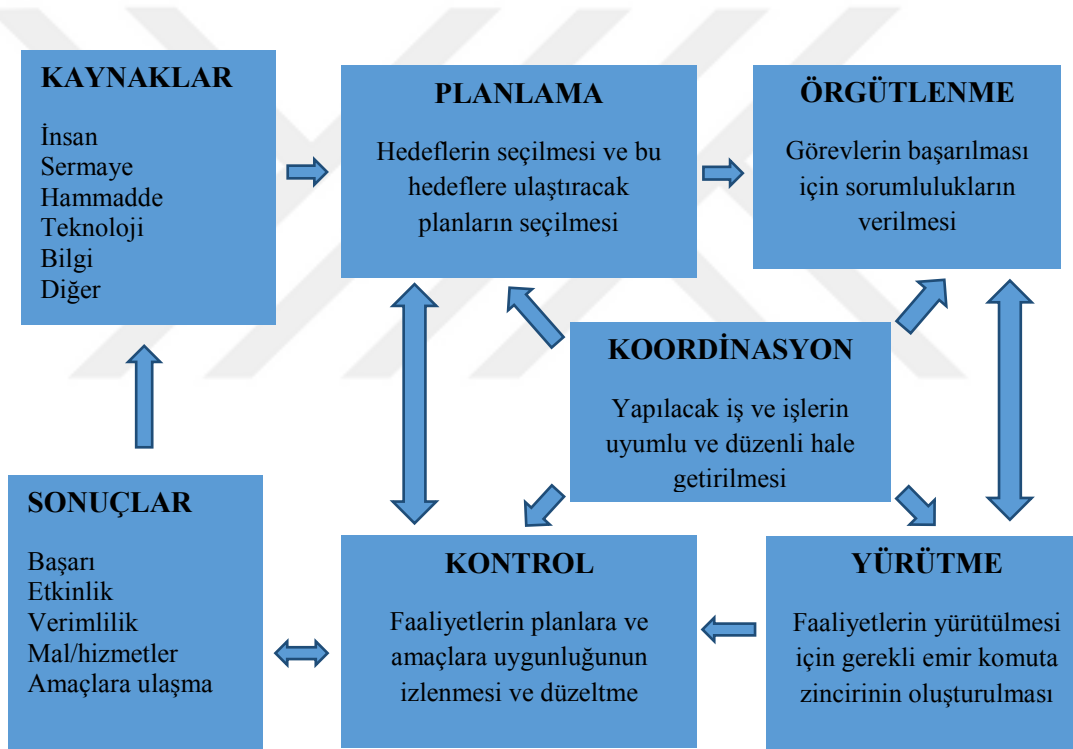 KAYNAKLAR
İnsan
Sermaye
Hammadde
Teknoloji
Bilgi
Diğer
PLANLAMA
Hedeflerin seçilmesi ve bu
hedeflere ulaştıracak
planların seçilmesi
ÖRGÜTLENME
Görevlerin başarılması
için sorumlulukların
verilmesi
KOORDİNASYON
Yapılacak iş ve işlerin
uyumlu ve düzenli hale
getirilmesi
SONUÇLAR
Başarı
Etkinlik
Verimlilik
Mal/hizmetler
Amaçlara ulaşma
KONTROL
Faaliyetlerin planlara ve
amaçlara uygunluğunun
izlenmesi ve düzeltme
YÜRÜTME
Faaliyetlerin yürütülmesi
için gerekli emir komuta
zincirinin oluşturulması